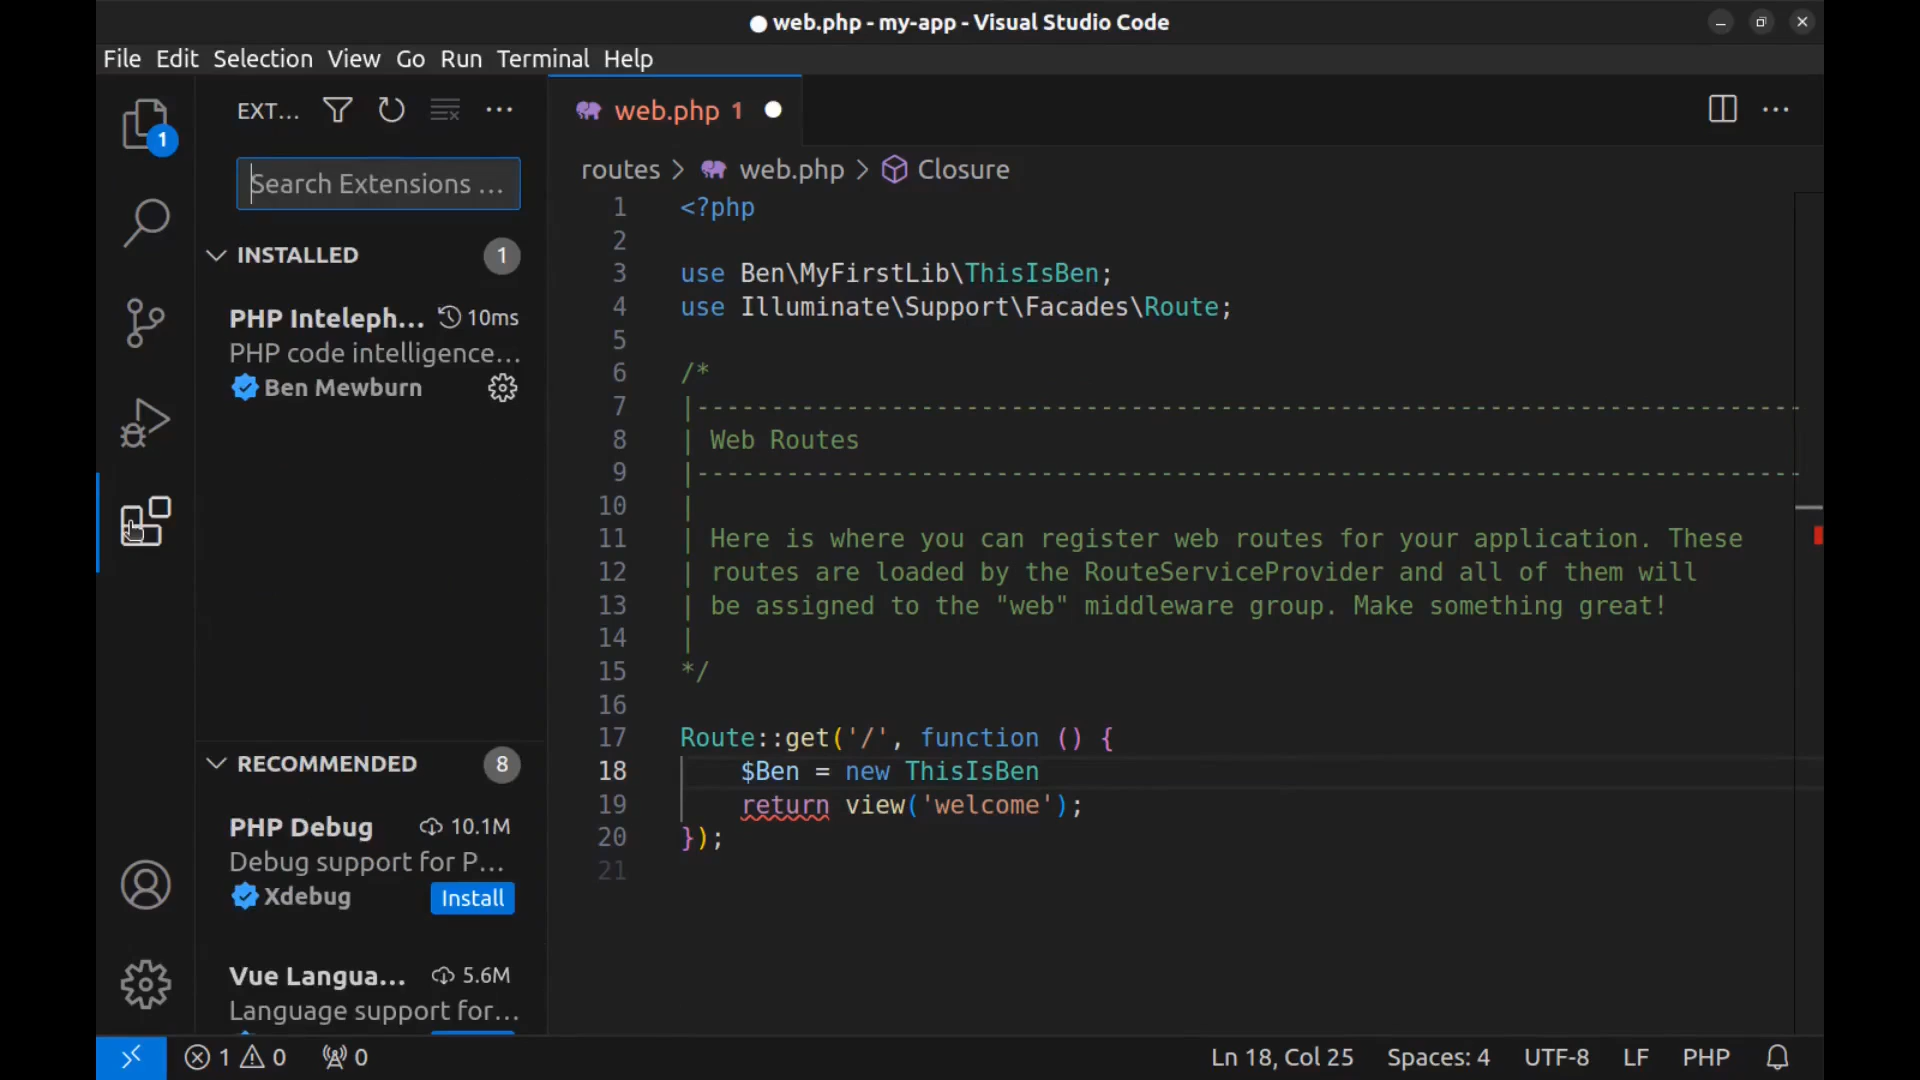 web.php - my-app - Visual Studio Code
File Edit Selection View Go Run Terminal Help
1
EXT...
Search Extensions ...
INSTALLED 1
PHP Inteleph... 10ms
PHP code intelligence...
Ben Mewburn
RECOMMENDED 8
PHP Debug 10.1M
Debug support for P...
Xdebug Install
Vue Langua... 5.6M
Language support for...
web.php 1
routes > web.php > Closure
1 <?php
2
3 use Ben\MyFirstLib\ThisIsBen;
4 use Illuminate\Support\Facades\Route;
5
6 /*
7 |--------------------------------------------------------------------------
8 | Web Routes
9 |--------------------------------------------------------------------------
10 |
11 | Here is where you can register web routes for your application. These
12 | routes are loaded by the RouteServiceProvider and all of them will
13 | be assigned to the "web" middleware group. Make something great!
14 |
15 */
16
17 Route::get('/', function () {
18 $Ben = new ThisIsBen
19 return view('welcome');
20 });
21
1 0 0 Ln 18, Col 25 Spaces: 4 UTF-8 LF PHP